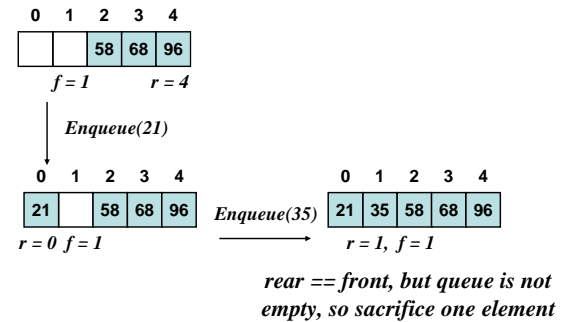 0 1 2 3 4
58 68 96
f = 1 r = 4
Enqueue(21)
0 1 2 3 4
21 58 68 96
r = 0 f = 1
Enqueue(35)
0 1 2 3 4
21 35 58 68 96
r = 1, f = 1
rear == front, but queue is not
empty, so sacrifice one element